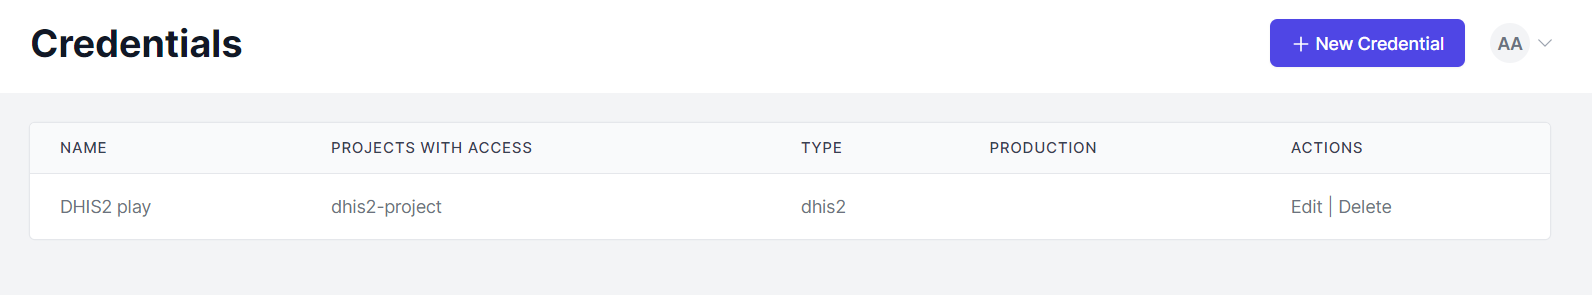 Credentials
+ New Credential
AA
NAME PROJECTS WITH ACCESS TYPE PRODUCTION ACTIONS
DHIS2 play dhis2-project dhis2 Edit | Delete